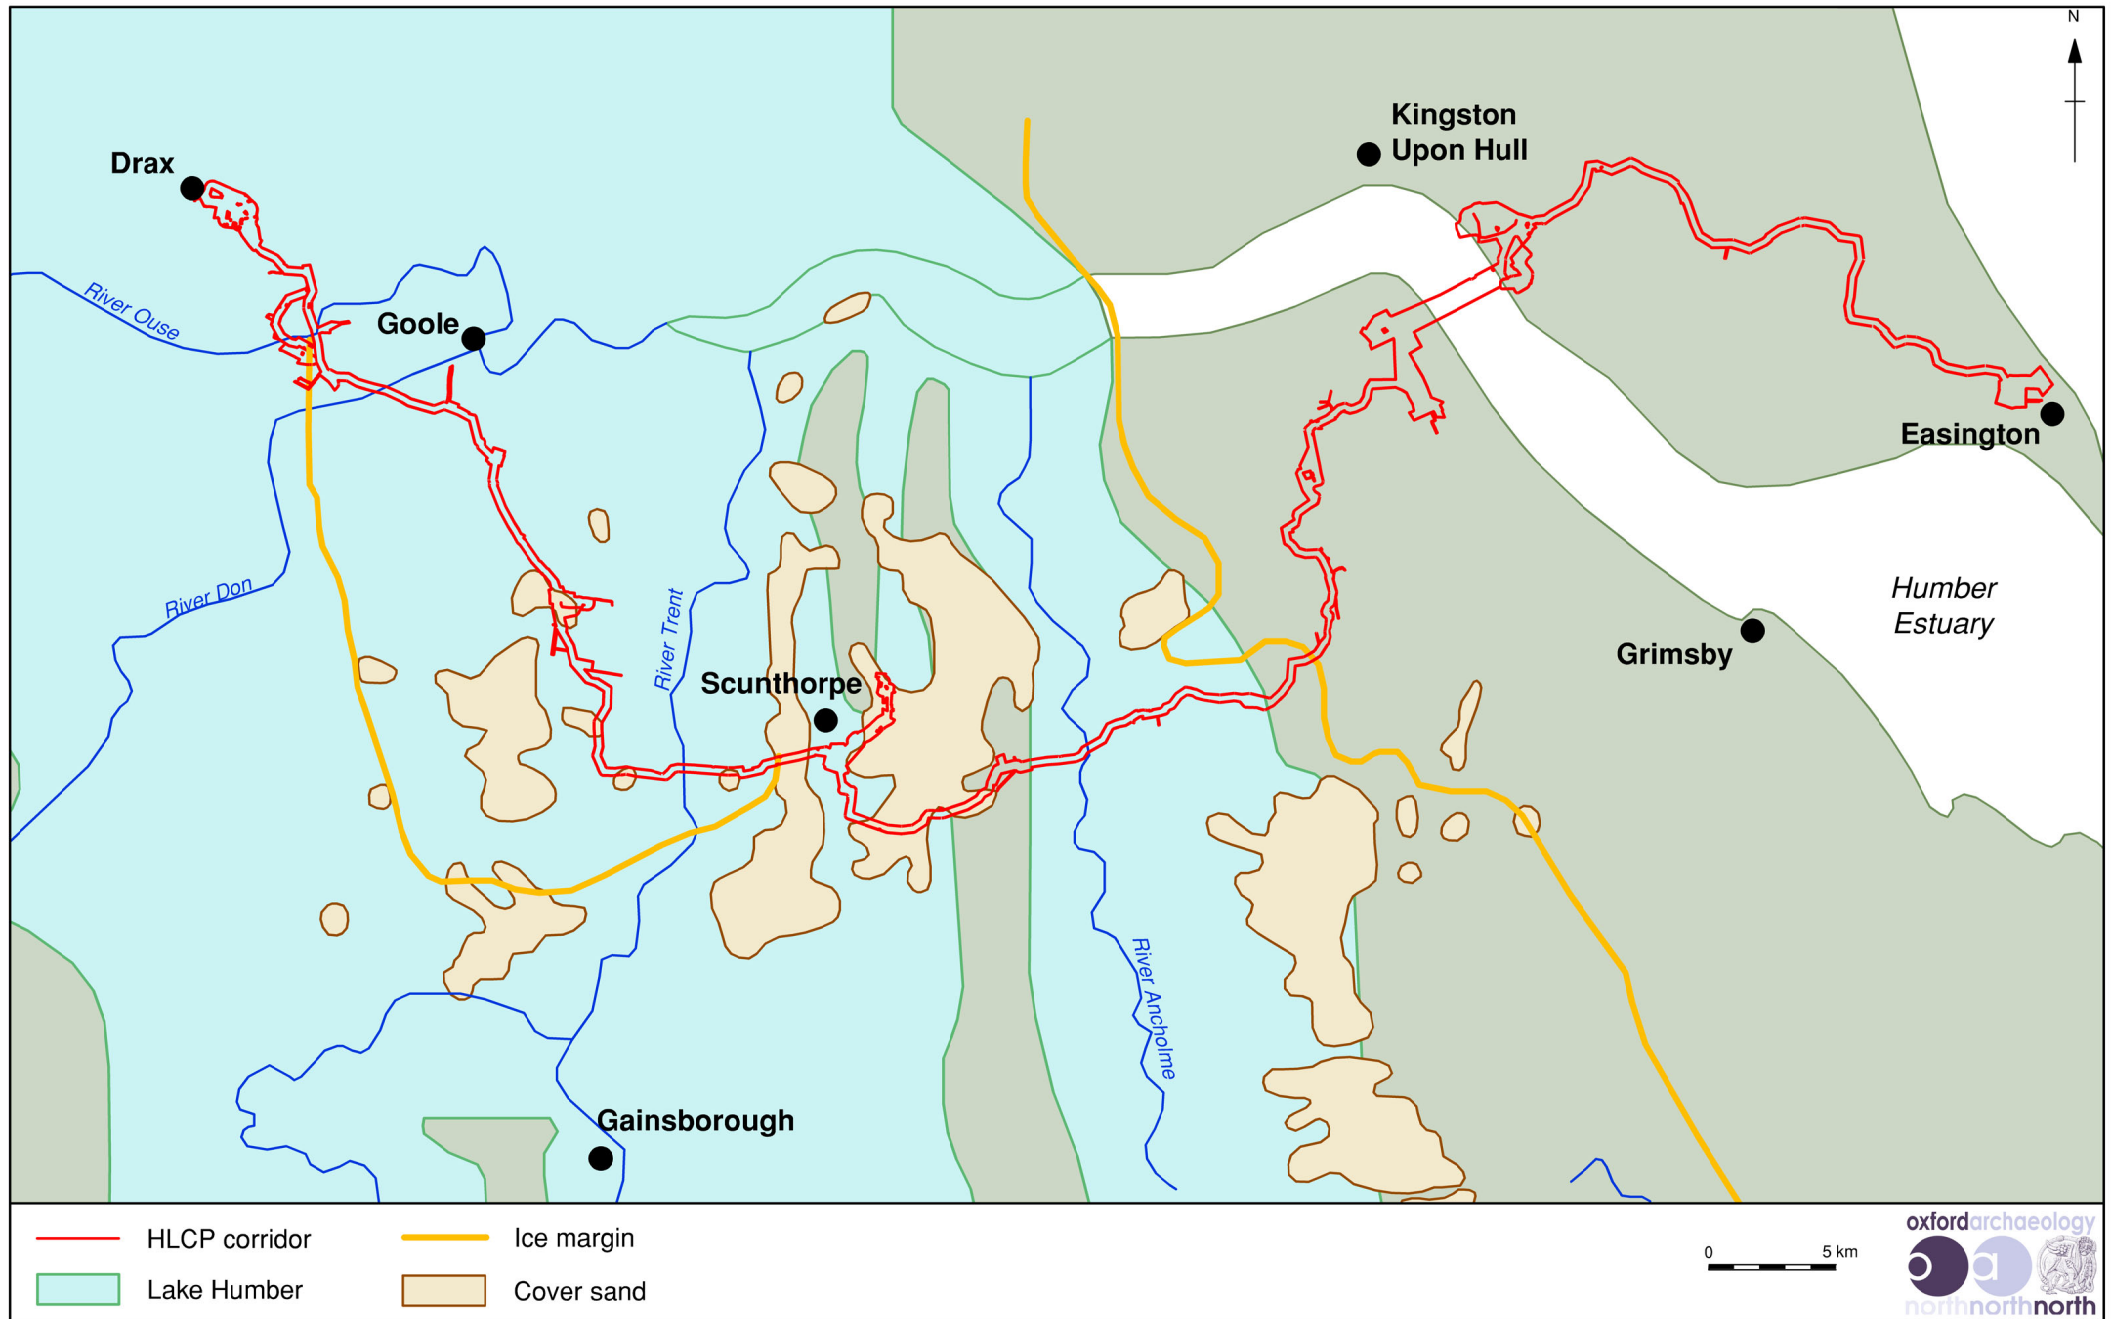 N
Kingston
Upon Hull
Drax
River Ouse
Goole
Easington
River Don
River Trent
Humber
Estuary
Grimsby
Scunthorpe
River Ancholme
Gainsborough
HLCP corridor
Ice margin
Lake Humber
Cover sand
0 5 km
oxfordarchaeology
oa
northnorthnorth